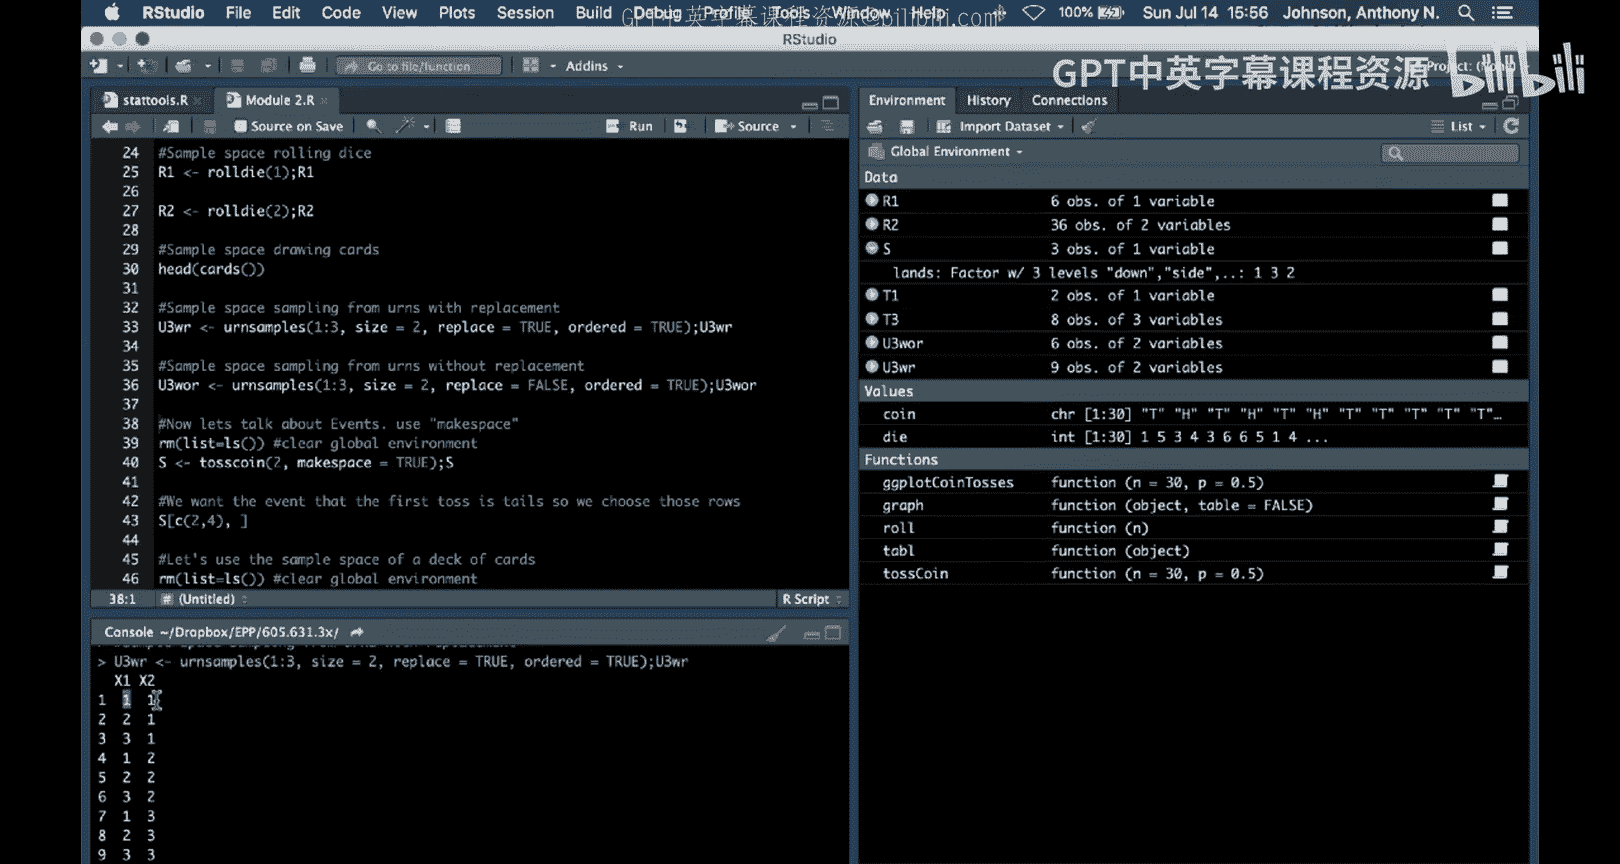 RStudio File Edit Code View Plots Session Build Debug Profile Tools Window Help 100% Sun Jul 14 15:56 Johnson, Anthony N.
RStudio
Go to file/function Addins
GPT中英字幕课程资源 bilibili
stattools.R Module 2.R
Source on Save Run Source
24 #Sample space rolling dice
25 R1 <- rolldie(1);R1
26
27 R2 <- rolldie(2);R2
28
29 #Sample space drawing cards
30 head(cards())
31
32 #Sample space sampling from urns with replacement
33 U3wr <- urnsamples(1:3, size = 2, replace = TRUE, ordered = TRUE);U3wr
34
35 #Sample space sampling from urns without replacement
36 U3wor <- urnsamples(1:3, size = 2, replace = FALSE, ordered = TRUE);U3wor
37
38 #Now lets talk about Events. use "makespace"
39 rm(list=ls()) #clear global environment
40 S <- tosscoin(2, makespace = TRUE);S
41
42 #We want the event that the first toss is tails so we choose those rows
43 S[c(2,4), ]
44
45 #Let's use the sample space of a deck of cards
46 rm(list=ls()) #clear global environment
38:1 # (Untitled) R Script
Console ~/Dropbox/EPP/605.631.3x/
> U3wr <- urnsamples(1:3, size = 2, replace = TRUE, ordered = TRUE);U3wr
X1 X2
1 1 1
2 2 1
3 3 1
4 1 2
5 2 2
6 3 2
7 1 3
8 2 3
9 3 3
Environment History Connections
Import Dataset List
Global Environment
Data
R1 6 obs. of 1 variable
R2 36 obs. of 2 variables
S 3 obs. of 1 variable
lands: Factor w/ 3 levels "down","side",..: 1 3 2
T1 2 obs. of 1 variable
T3 8 obs. of 3 variables
U3wor 6 obs. of 2 variables
U3wr 9 obs. of 2 variables
Values
coin chr [1:30] "T" "H" "T" "H" "T" "H" "T" "T" "T" "T" "T"…
die int [1:30] 1 5 3 4 3 6 6 5 1 4 ...
Functions
ggplotCoinTosses function (n = 30, p = 0.5)
graph function (object, table = FALSE)
roll function (n)
tabl function (object)
tossCoin function (n = 30, p = 0.5)